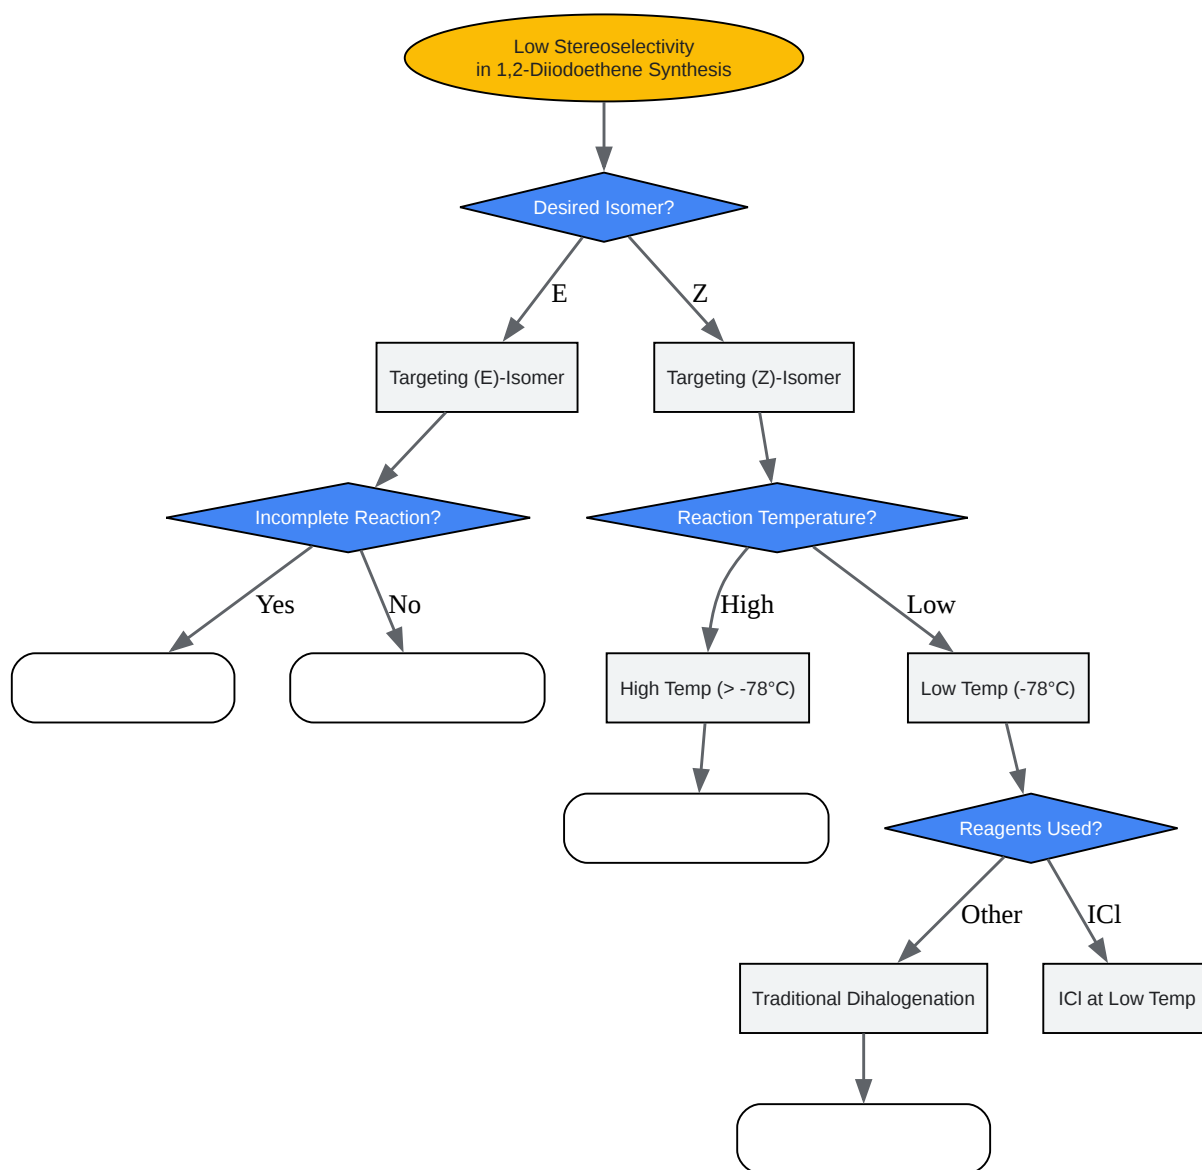 Low Stereoselectivity
in 1,2-Diiodoethene Synthesis
Desired Isomer?
E
Z
Targeting (E)-Isomer
Targeting (Z)-Isomer
Incomplete Reaction?
Reaction Temperature?
Yes
No
High
Low
High Temp (> -78°C)
Low Temp (-78°C)
Reagents Used?
Other
ICl
Traditional Dihalogenation
ICl at Low Temp